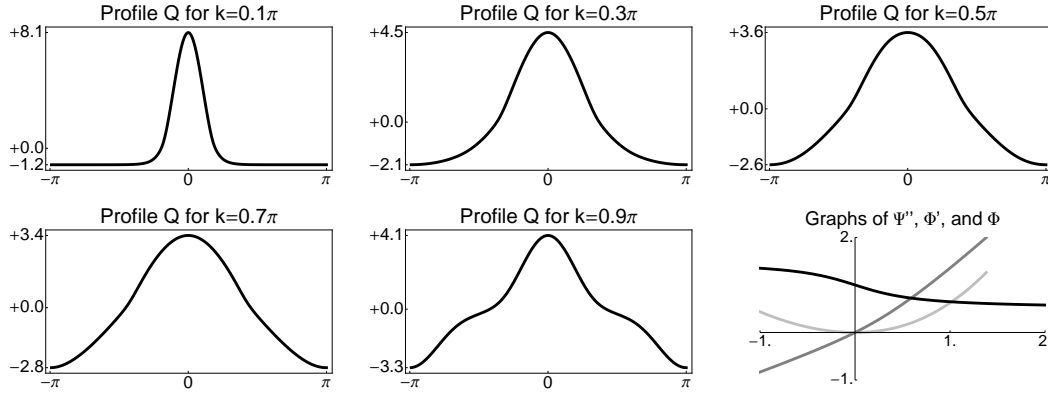 Profile Q for k=0.1π
+8.1
+0.0
−1.2
−π
0
π
Profile Q for k=0.3π
+4.5
+0.0
−2.1
−π
0
π
Profile Q for k=0.5π
+3.6
+0.0
−2.6
−π
0
π
Profile Q for k=0.7π
+3.4
+0.0
−2.8
−π
0
π
Profile Q for k=0.9π
+4.1
+0.0
−3.3
−π
0
π
Graphs of Ψ'', Φ', and Φ
2.
−1.
1.
2
−1.